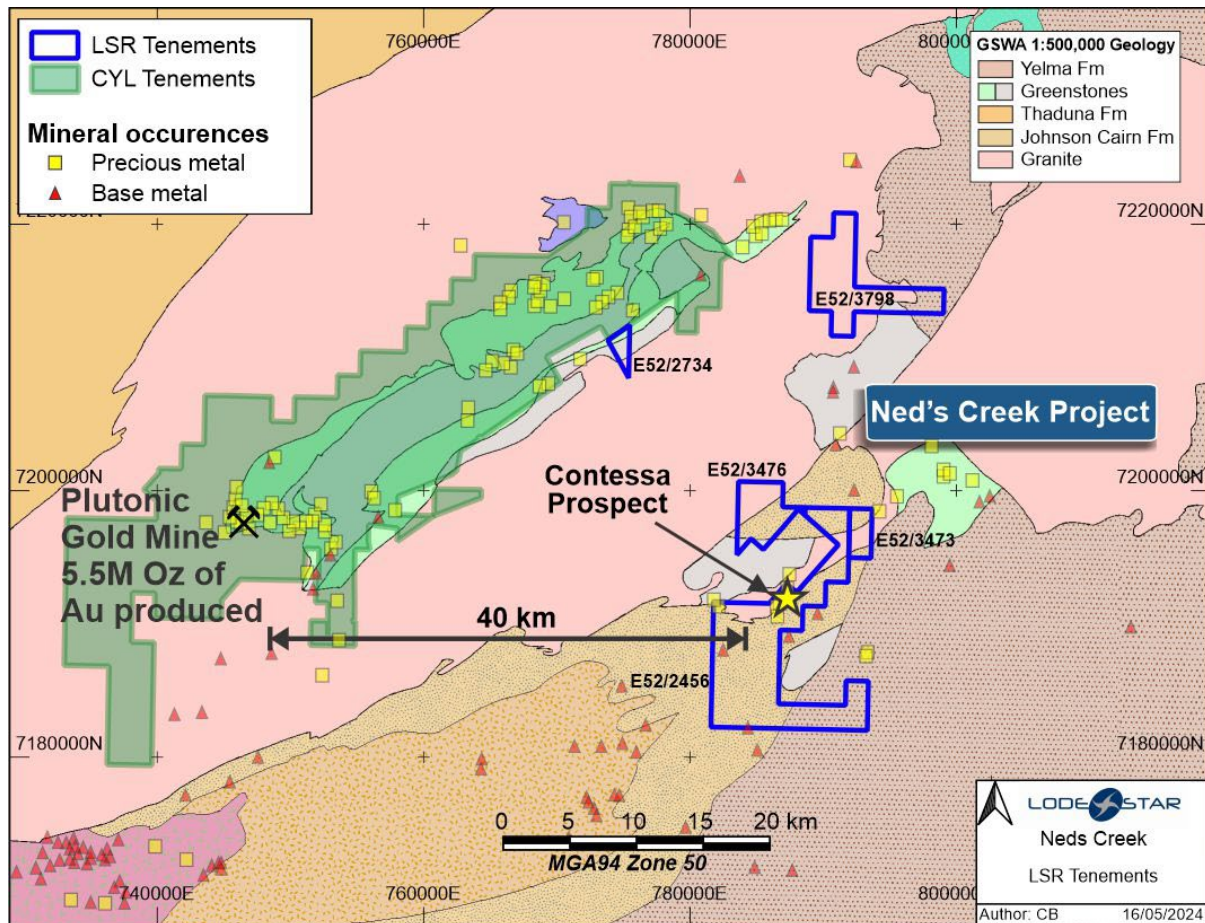 LSR Tenements
CYL Tenements
Mineral occurences
Precious metal
Base metal
760000E
780000E
GSWA 1:500,000 Geology
Yelma Fm
Greenstones
Thaduna Fm
Johnson Cairn Fm
Granite
7220000N
E52/3798
E52/2734
Ned's Creek Project
7200000N
7200000N
E52/3476
Contessa
Prospect
E52/3473
Plutonic
Gold Mine
5.5M Oz of
Au produced
40 km
E52/2456
7180000N
7180000N
0 5 10 15 20 km
MGA94 Zone 50
740000E
760000E
780000E
LODESTAR
Neds Creek
LSR Tenements
Author: CB 16/05/2024